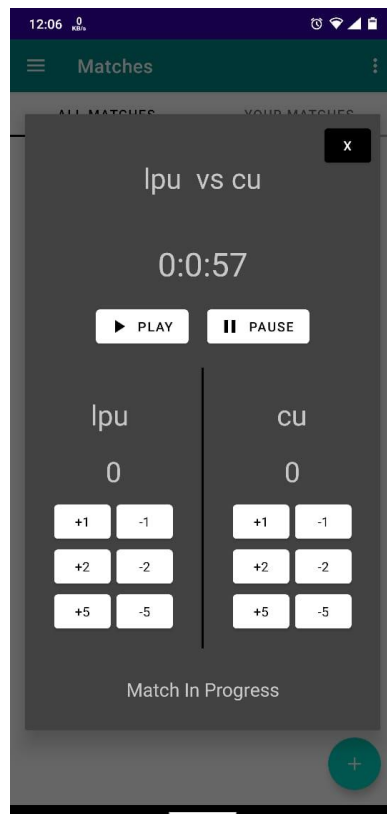 12:06 0 KB/s
Matches
ALL MATCHES YOUR MATCHES
X
lpu vs cu
0:0:57
PLAY PAUSE
lpu cu
0 0
+1 -1 +1 -1
+2 -2 +2 -2
+5 -5 +5 -5
Match In Progress
+